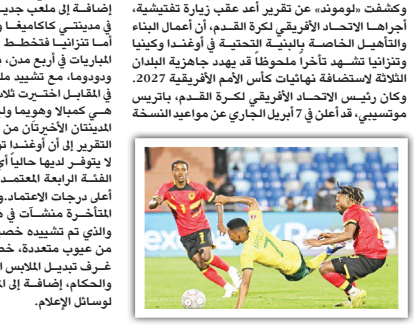 وكشفت «لوموند» عن تقرير أعد عقب زيارة تفتيشية،
أجراها الاتحاد الأفريقي لكرة القدم، أن أعمال البناء
والتأهيل الخاصة بالبنية التحتية في أوغندا وكينيا
وتنزانيا تشهد تأخراً ملحوظاً قد يهدد جاهزية البلدان
الثلاثة لاستضافة نهائيات كأس الأمم الأفريقية 2027.
وكان رئيس الاتحاد الأفريقي لكرة القدم، باتريس
موتسيبي، قد أعلن في 7 أبريل الجاري عن مواعيد النسخة
إضافة إلى ملعب جديد
في مدينتي كاكاميغا
أما تنزانيا فتخطط
المباريات في أربع مدن،
ودودوما، مع تشييد
في المقابل اختيرت
هي كمبالا وهويما
المدينتان الأخيرتان من
التقرير إلى أن أوغندا
لا يتوفر لديها حالياً
الفئة الرابعة المعتمد
أعلى درجات الاعتماد.
المتأخرة منشآت في
والذي تم تشييده
من عيوب متعددة،
غرف تبديل الملابس
والحكام، إضافة إلى
لوسائل الإعلام.
7